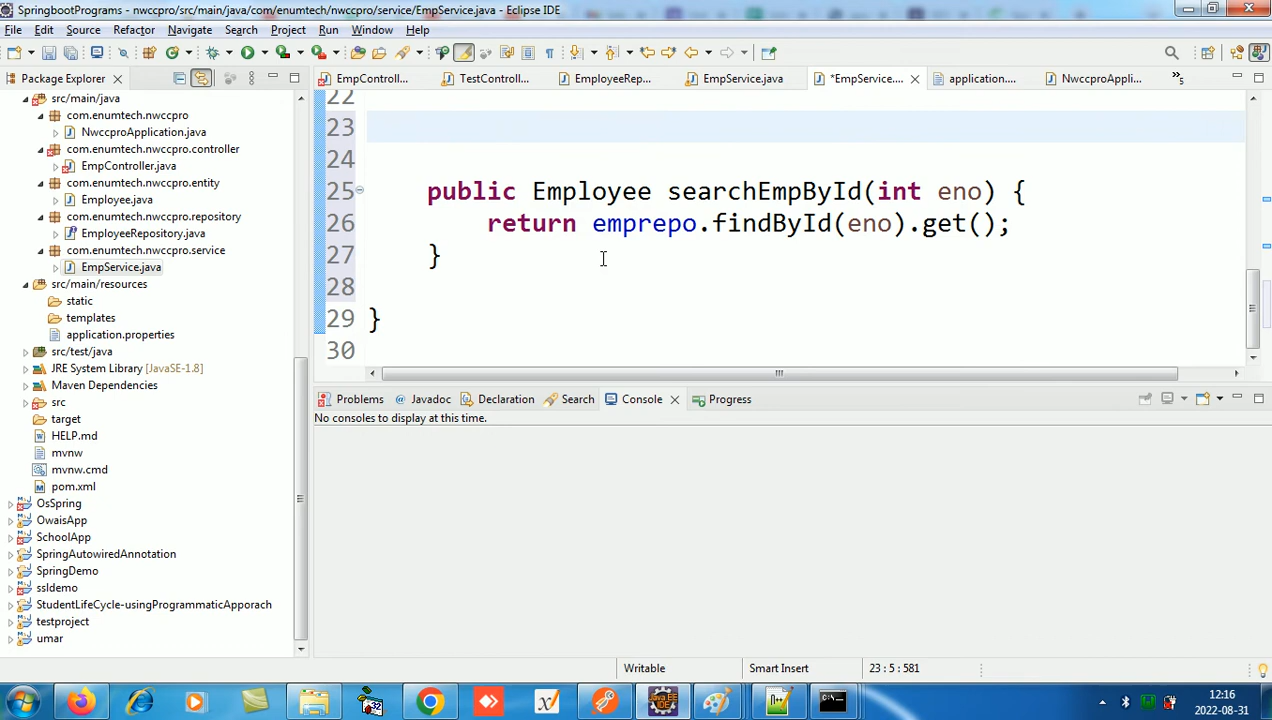 SpringbootPrograms - nwccpro/src/main/java/com/enumtech/nwccpro/service/EmpService.java - Eclipse IDE
File Edit Source Refactor Navigate Search Project Run Window Help
Package Explorer
EmpControll... TestControll... EmployeeRep... EmpService.java *EmpService.... application.... NwccproAppli... »5
src/main/java
com.enumtech.nwccpro
NwccproApplication.java
com.enumtech.nwccpro.controller
EmpController.java
com.enumtech.nwccpro.entity
Employee.java
com.enumtech.nwccpro.repository
EmployeeRepository.java
com.enumtech.nwccpro.service
EmpService.java
src/main/resources
static
templates
application.properties
src/test/java
JRE System Library [JavaSE-1.8]
Maven Dependencies
src
target
HELP.md
mvnw
mvnw.cmd
pom.xml
OsSpring
OwaisApp
SchoolApp
SpringAutowiredAnnotation
SpringDemo
ssldemo
StudentLifeCycle-usingProgrammaticApporach
testproject
umar
22
23
24
25 public Employee searchEmpById(int eno) {
26 return emprepo.findById(eno).get();
27 }
28
29 }
30
Problems @ Javadoc Declaration Search Console Progress
No consoles to display at this time.
Writable Smart Insert 23 : 5 : 581
12:16
2022-08-31